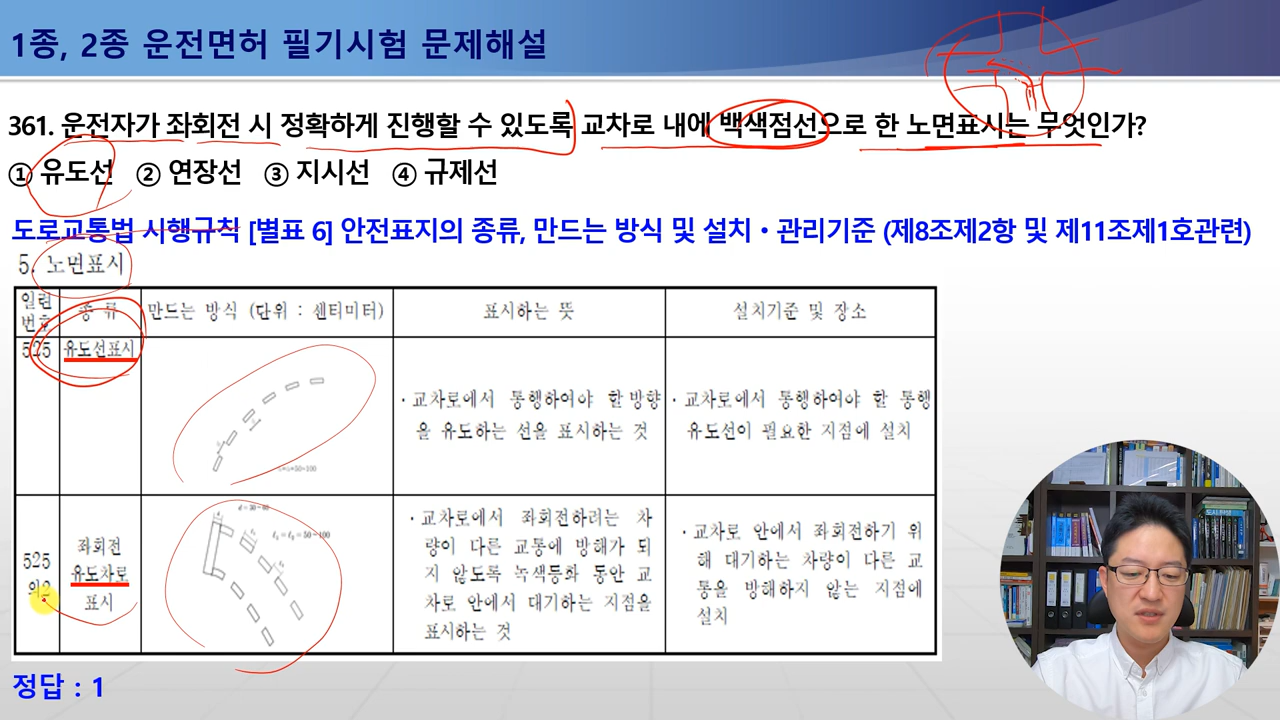 1종, 2종 운전면허 필기시험 문제해설
361. 운전자가 좌회전 시 정확하게 진행할 수 있도록 교차로 내에 백색점선으로 한 노면표시는 무엇인가?
① 유도선 ② 연장선 ③ 지시선 ④ 규제선
도로교통법 시행규칙 [별표 6] 안전표지의 종류, 만드는 방식 및 설치・관리기준 (제8조제2항 및 제11조제1호관련)
5. 노면표시
일련
번호
종 류
만드는 방식 (단위 : 센티미터)
표시하는 뜻
설치기준 및 장소
525
유도선표시
・교차로에서 통행하여야 할 방향
을 유도하는 선을 표시하는 것
・교차로에서 통행하여야 할 통행
유도선이 필요한 지점에 설치
525
의2
좌회전
유도차로
표시
・교차로에서 좌회전하려는 차
량이 다른 교통에 방해가 되
지 않도록 녹색등화 동안 교
차로 안에서 대기하는 지점을
표시하는 것
・교차로 안에서 좌회전하기 위
해 대기하는 차량이 다른 교
통을 방해하지 않는 지점에
설치
정답 : 1